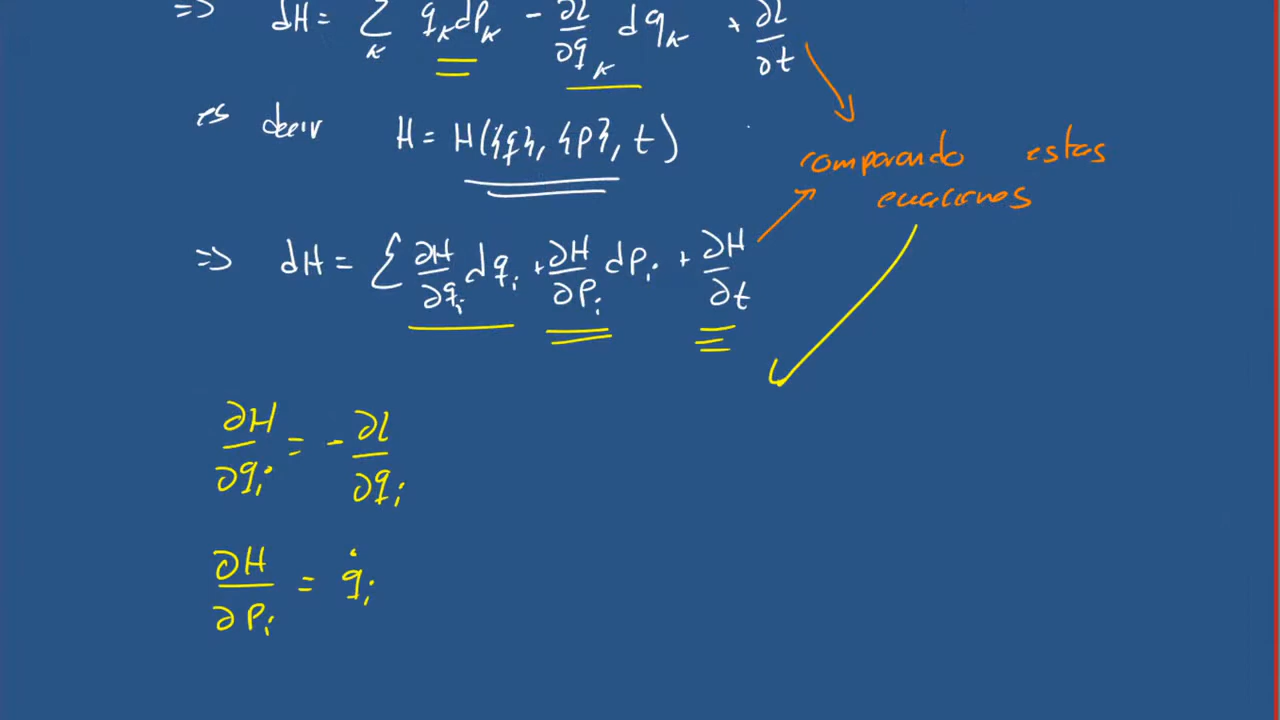 => dH = ∑_K q_K dp_K - ∂L/∂q_K dq_K + ∂L/∂t
es decir H = H({q}, {p}, t)
comparando estas
ecuaciones
=> dH = ∑ ∂H/∂q_i dq_i + ∂H/∂p_i dp_i + ∂H/∂t
∂H/∂q_i = - ∂L/∂q_i
∂H/∂p_i = q̇_i